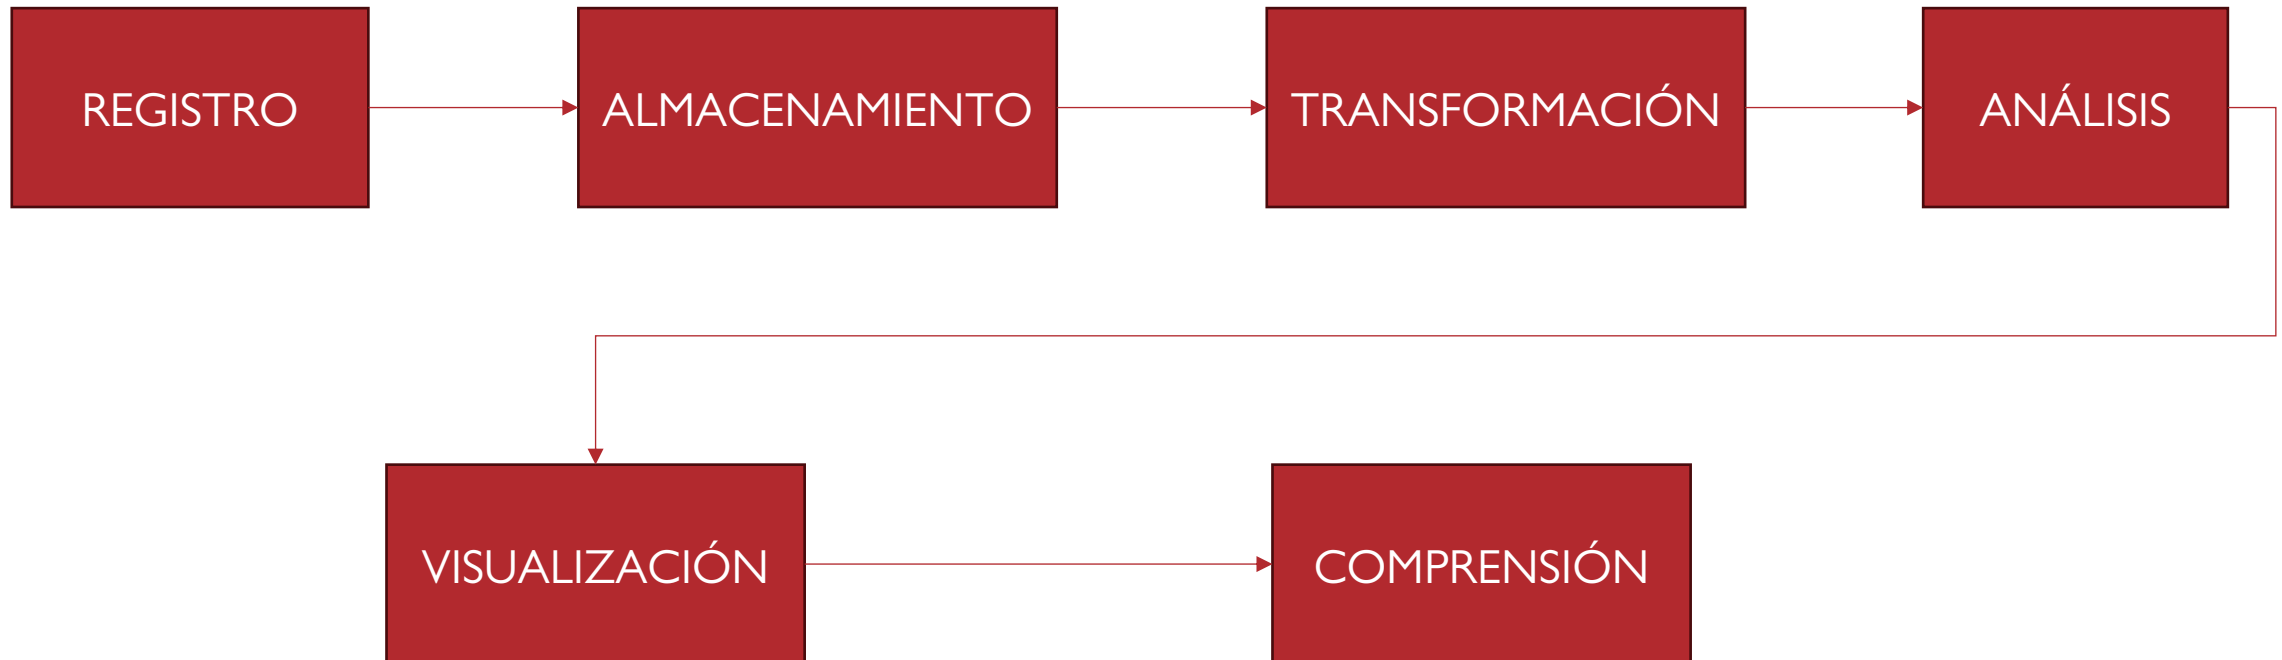 REGISTRO
ALMACENAMIENTO
TRANSFORMACIÓN
ANÁLISIS
VISUALIZACIÓN
COMPRENSIÓN